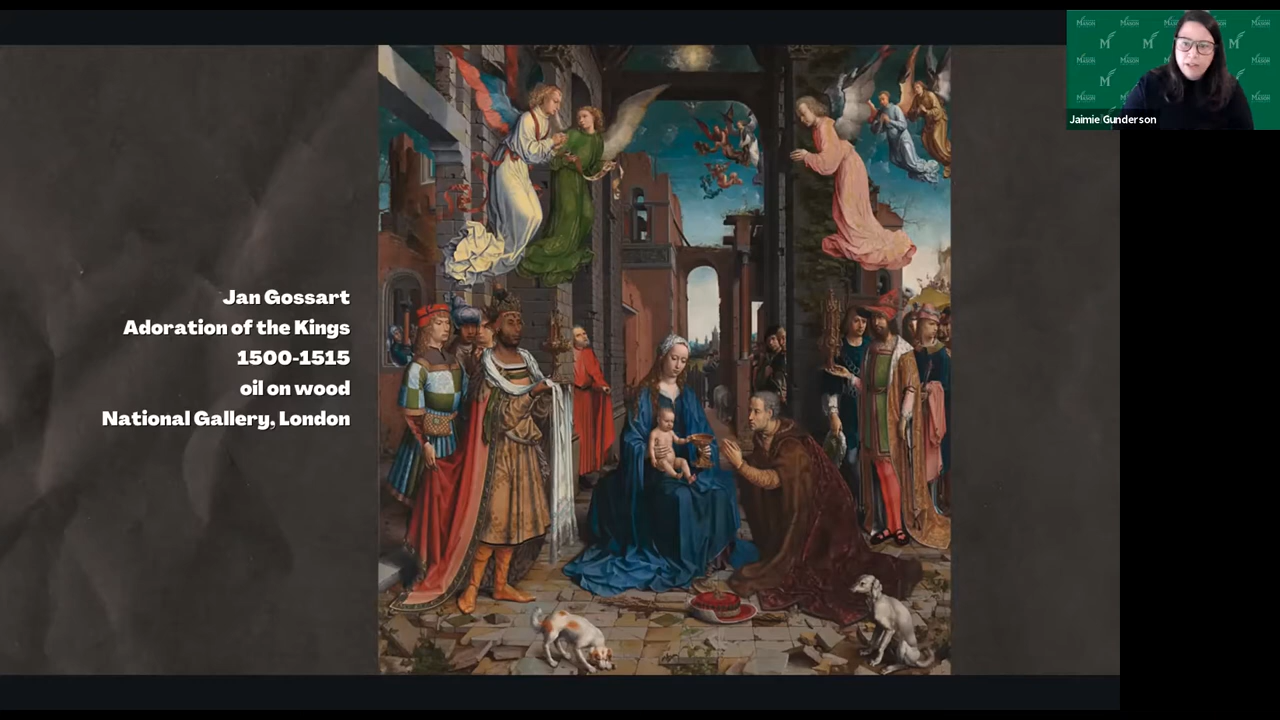 Jan Gossart
Adoration of the Kings
1500-1515
oil on wood
National Gallery, London
Jaimie Gunderson